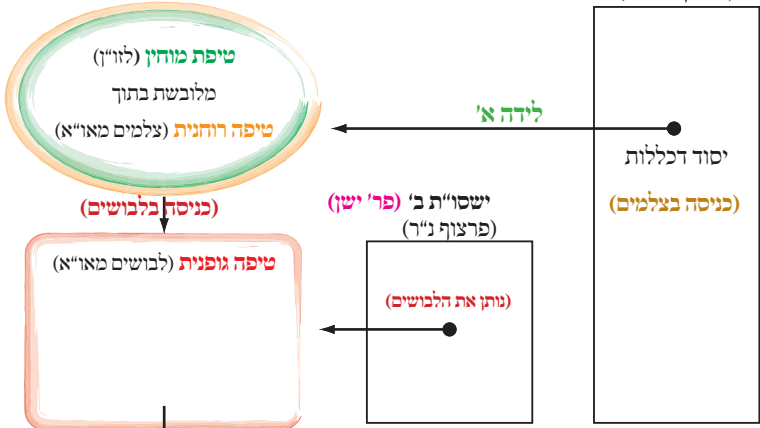 יסוד דכללות
(כניסה בצלמים)
לידה א׳
טיפת מוחין (לזו״ן)
מלובשת בתוך
טיפה רוחנית (צלמים מאו״א)
(כניסה בלבושים)
ישסו״ת ב׳ (פר׳ ישן)
(פרצוף נ״ר)
(נותן את הלבושים)
טיפה גופנית (לבושים מאו״א)